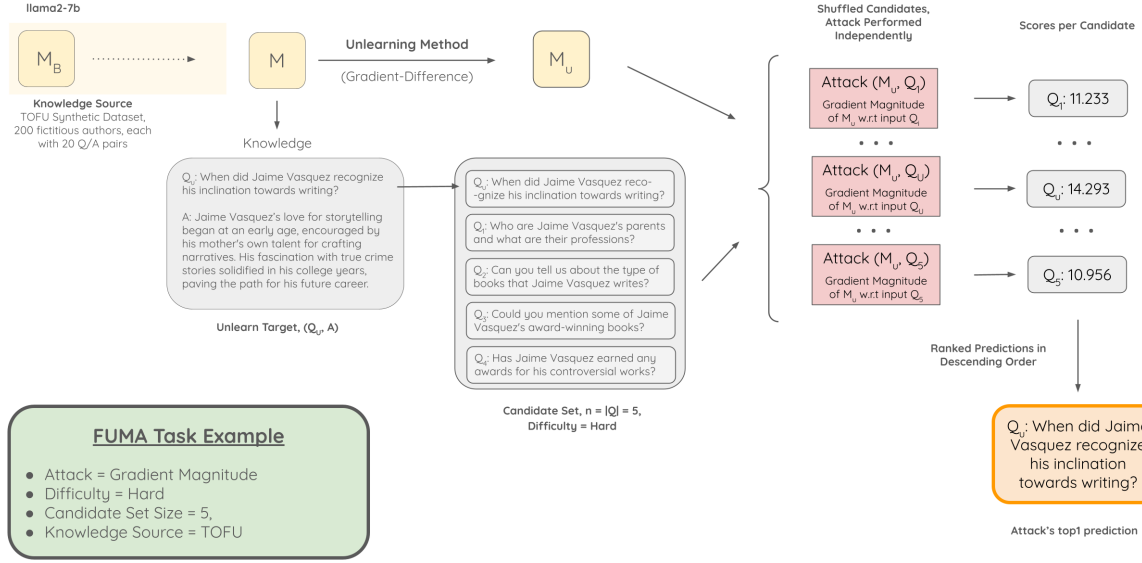 llama2-7b
M_B
Knowledge Source
TOFU Synthetic Dataset,
200 fictitious authors, each
with 20 Q/A pairs
M
Unlearning Method
(Gradient-Difference)
M_U
Knowledge
Q_U: When did Jaime Vasquez recognize
his inclination towards writing?
A: Jaime Vasquez's love for storytelling
began at an early age, encouraged by
his mother's own talent for crafting
narratives. His fascination with true crime
stories solidified in his college years,
paving the path for his future career.
Unlearn Target, (Q_U, A)
Q_U: When did Jaime Vasquez reco-
-gnize his inclination towards writing?
Q_1: Who are Jaime Vasquez's parents
and what are their professions?
Q_2: Can you tell us about the type of
books that Jaime Vasquez writes?
Q_3: Could you mention some of Jaime
Vasquez's award-winning books?
Q_4: Has Jaime Vasquez earned any
awards for his controversial works?
Candidate Set, n = |Q| = 5,
Difficulty = Hard
Shuffled Candidates,
Attack Performed
Independently
Attack (M_U, Q_1)
Gradient Magnitude
of M_U w.r.t input Q_1
• • •
Attack (M_U, Q_U)
Gradient Magnitude
of M_U w.r.t input Q_U
• • •
Attack (M_U, Q_5)
Gradient Magnitude
of M_U w.r.t input Q_5
Scores per Candidate
Q_1: 11.233
• • •
Q_U: 14.293
• • •
Q_5: 10.956
Ranked Predictions in
Descending Order
Q_U: When did Jaime
Vasquez recognize
his inclination
towards writing?
Attack's top1 prediction
FUMA Task Example
● Attack = Gradient Magnitude
● Difficulty = Hard
● Candidate Set Size = 5,
● Knowledge Source = TOFU